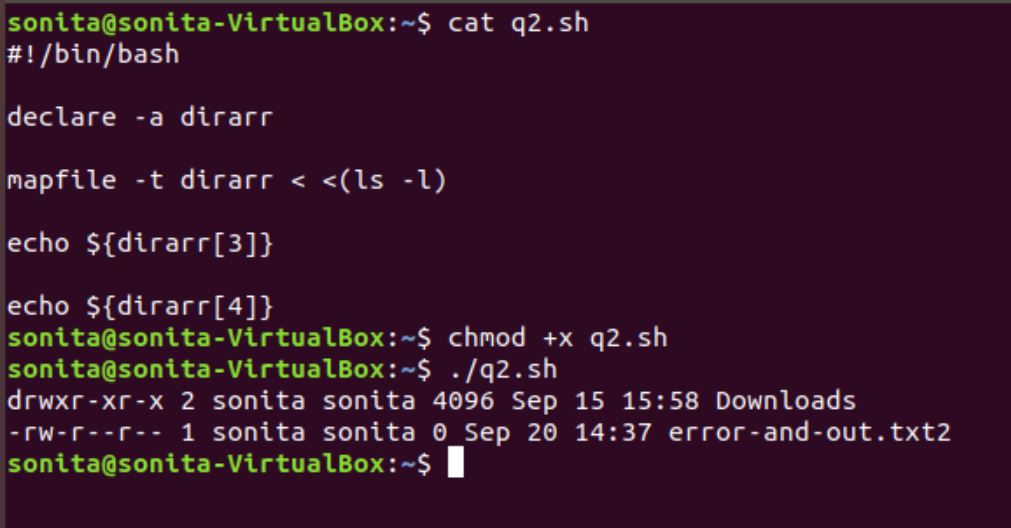 sonita@sonita-VirtualBox:~$ cat q2.sh
#!/bin/bash
declare -a dirarr
mapfile -t dirarr < <(ls -l)
echo ${dirarr[3]}
echo ${dirarr[4]}
sonita@sonita-VirtualBox:~$ chmod +x q2.sh
sonita@sonita-VirtualBox:~$ ./q2.sh
drwxr-xr-x 2 sonita sonita 4096 Sep 15 15:58 Downloads
-rw-r--r-- 1 sonita sonita 0 Sep 20 14:37 error-and-out.txt2
sonita@sonita-VirtualBox:~$